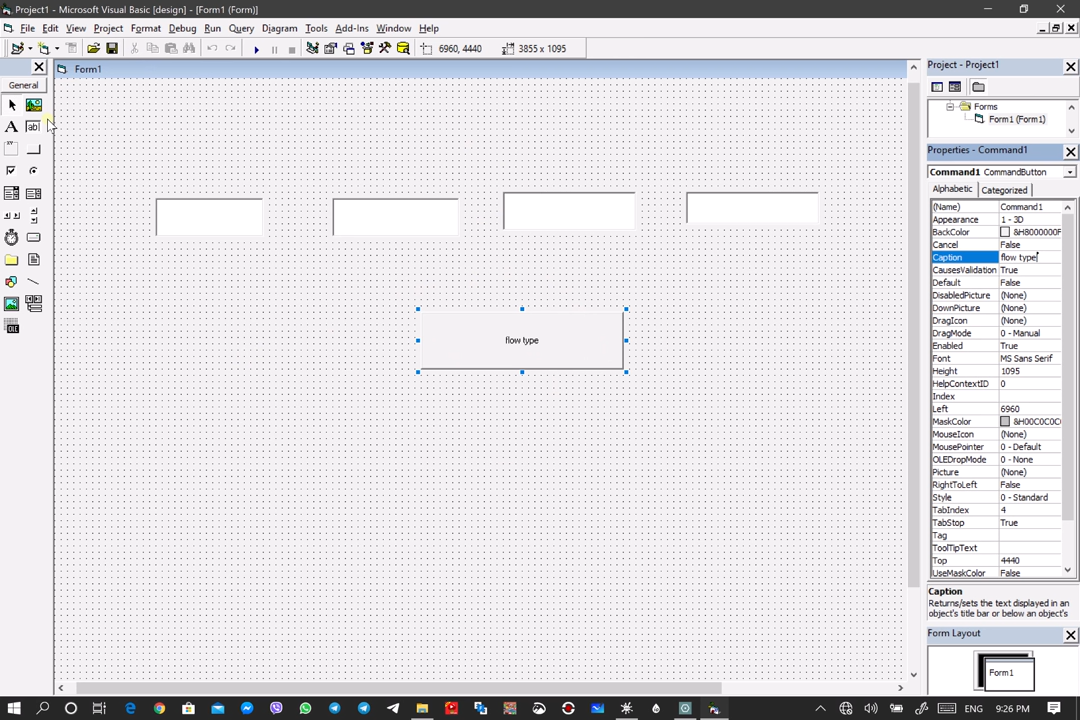 Project1 - Microsoft Visual Basic [design] - [Form1 (Form)]
File Edit View Project Format Debug Run Query Diagram Tools Add-Ins Window Help
6960, 4440 3855 x 1095
Form1
General
A ab|
XY
OLE
flow type
Project - Project1
Forms
Form1 (Form1)
Properties - Command1
Command1 CommandButton
Alphabetic Categorized
(Name) Command1
Appearance 1 - 3D
BackColor &H8000000F
Cancel False
Caption flow type
CausesValidation True
Default False
DisabledPicture (None)
DownPicture (None)
DragIcon (None)
DragMode 0 - Manual
Enabled True
Font MS Sans Serif
Height 1095
HelpContextID 0
Index
Left 6960
MaskColor &H00C0C0C
MouseIcon (None)
MousePointer 0 - Default
OLEDropMode 0 - None
Picture (None)
RightToLeft False
Style 0 - Standard
TabIndex 4
TabStop True
Tag
ToolTipText
Top 4440
UseMaskColor False
Caption
Returns/sets the text displayed in an
object's title bar or below an object's
Form Layout
Form1
9:26 PM